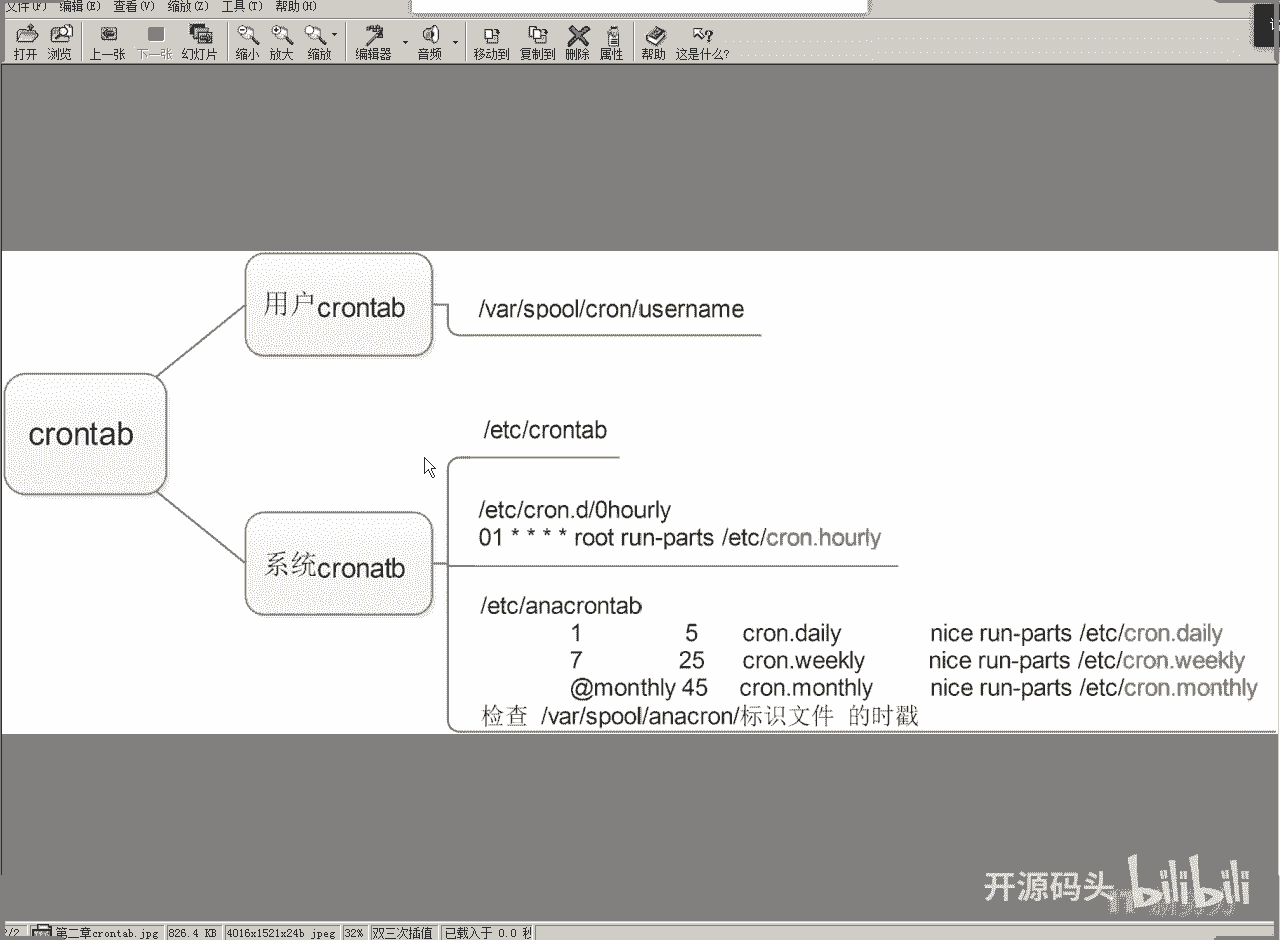 文件(F) 编辑(E) 查看(V) 缩放(Z) 工具(T) 帮助(H)
打开 浏览 上一张 下一张 幻灯片 缩小 放大 缩放 编辑器 音频 移动到 复制到 删除 属性 帮助 这是什么?
用户crontab
/var/spool/cron/username
crontab
/etc/crontab
系统cronatb
/etc/cron.d/0hourly
01 * * * * root run-parts /etc/cron.hourly
/etc/anacrontab
1 5 cron.daily nice run-parts /etc/cron.daily
7 25 cron.weekly nice run-parts /etc/cron.weekly
@monthly 45 cron.monthly nice run-parts /etc/cron.monthly
检查 /var/spool/anacron/标识文件 的时戳
开源码头 bilibili
第二章crontab.jpg 826.4 KB 4016x1521x24b jpeg 32% 双三次插值 已载入于 0.0 秒